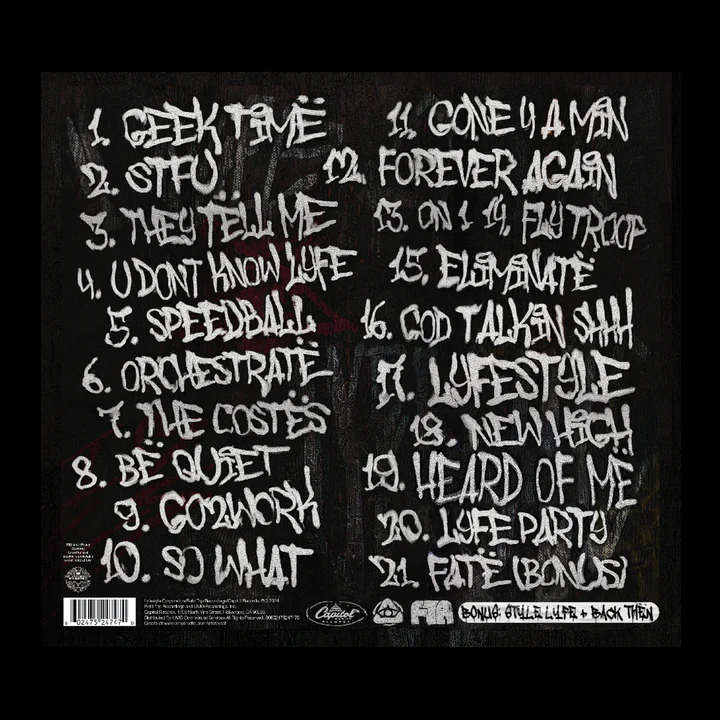 1. GEEK TIMË
2. STFU
3. THEY TËLL ME
4. U DONT KNOW LYFE
5. SPEEDBALL
6. ORCHESTRATË
7. THE COSTËS
8. BË QUIET
9. GO2WORK
10. SO WHAT
11. GONE 4 A MIN
12. FOREVER AGAIN
13. ON 1 14. FLY TROOP
15. ELIMINATË
16. GOD TALKIN SHHH
17. LYFESTYLE
18. NEW HIGH
19. HEARD OF MË
20. LYFE PARTY
21. FATË (BONUS)
Capitol
RECORDS
BONUS: STYLE LYFE + BACK THËN